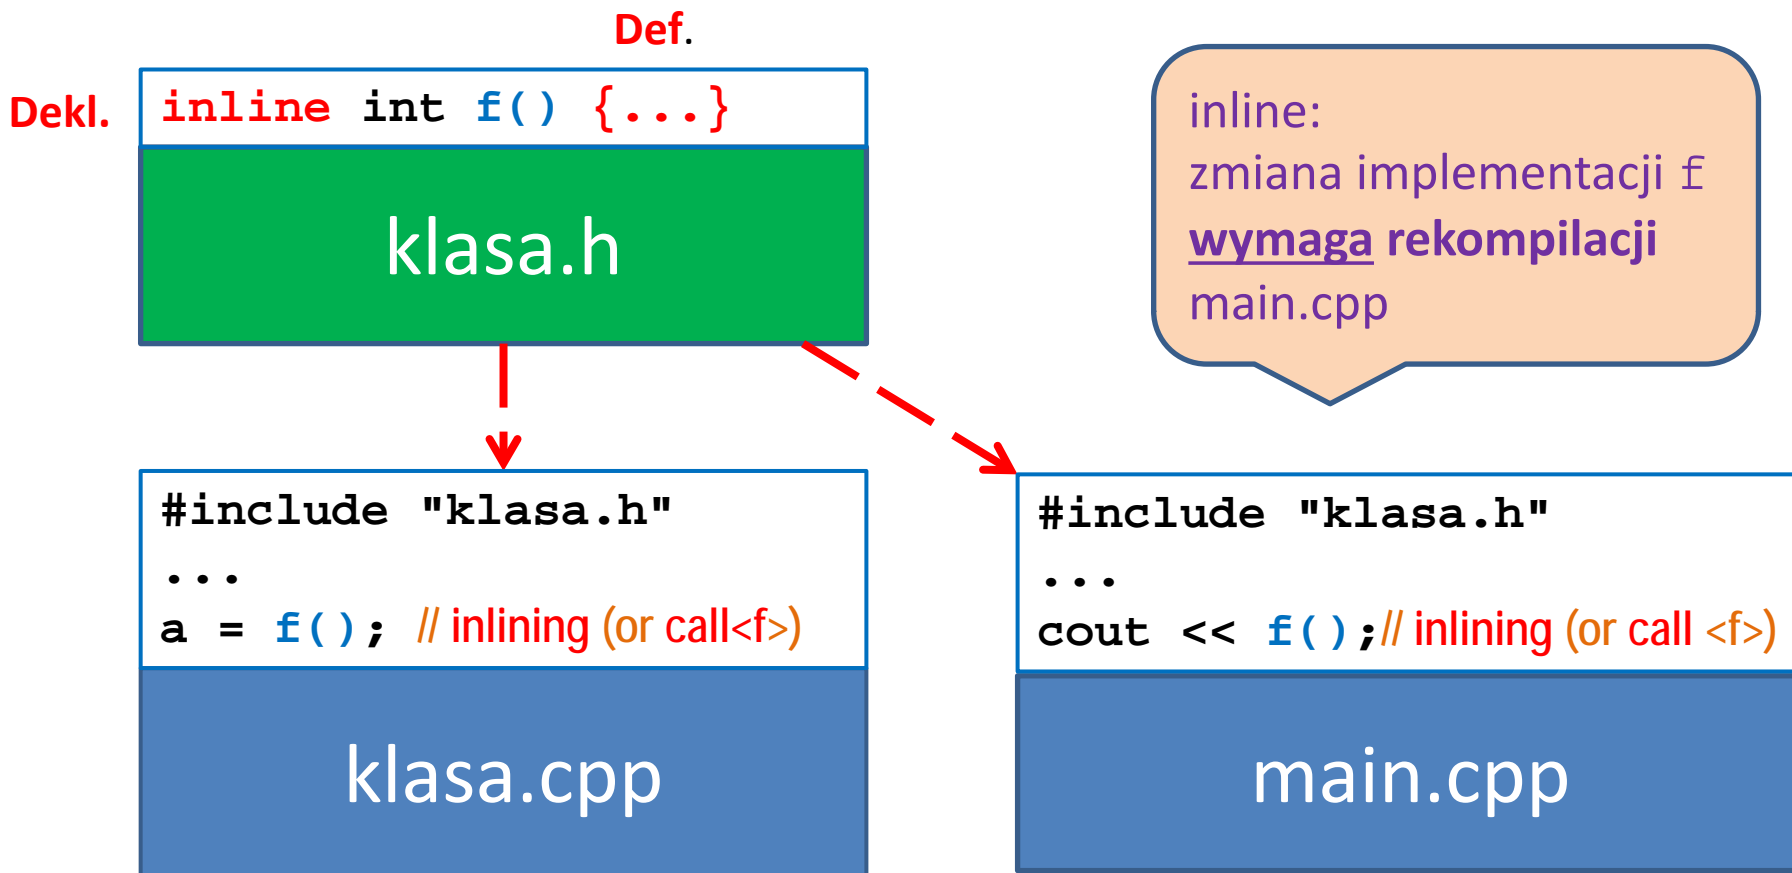 Def.
Dekl.
inline int f() {...}
klasa.h
inline:
zmiana implementacji f
wymaga rekompilacji
main.cpp
#include "klasa.h"
...
a = f(); // inlining (or call<f>)
klasa.cpp
#include "klasa.h"
...
cout << f();// inlining (or call <f>)
main.cpp